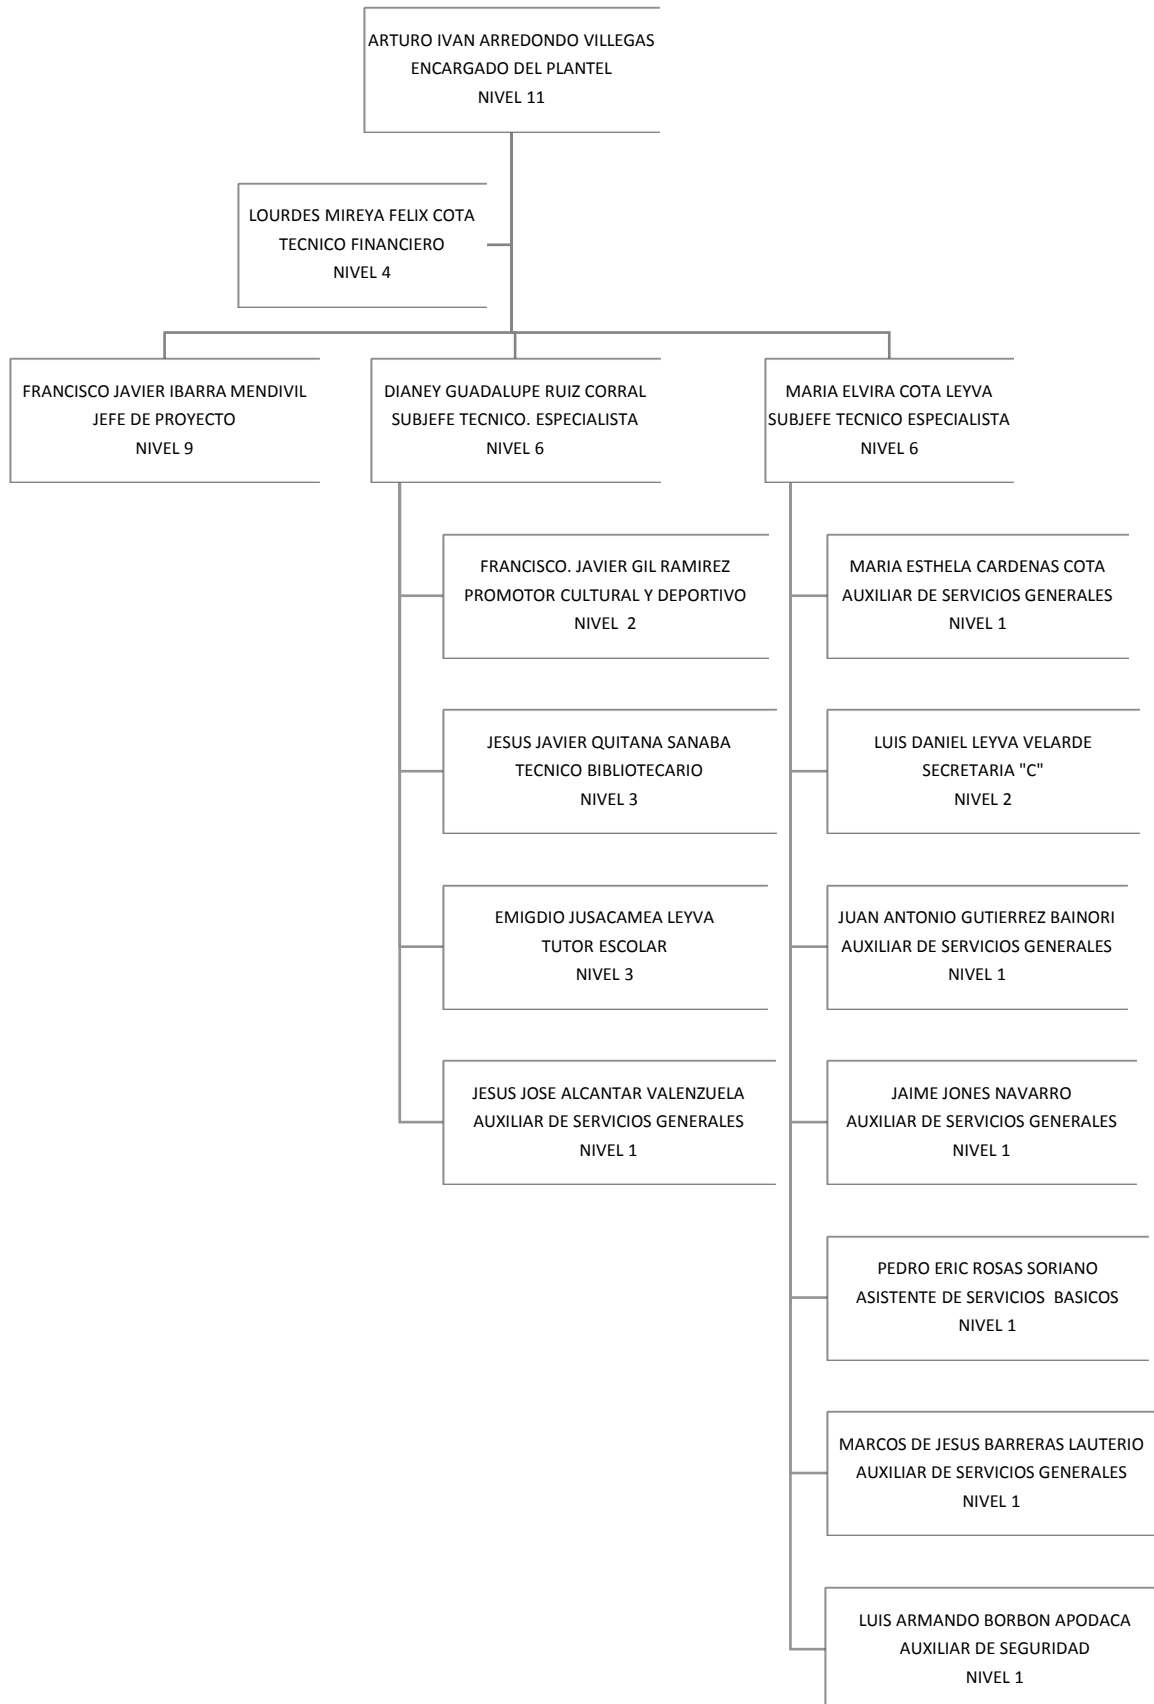 ARTURO IVAN ARREDONDO VILLEGAS
ENCARGADO DEL PLANTEL
NIVEL 11
LOURDES MIREYA FELIX COTA
TECNICO FINANCIERO
NIVEL 4
FRANCISCO JAVIER IBARRA MENDIVIL
JEFE DE PROYECTO
NIVEL 9
DIANEY GUADALUPE RUIZ CORRAL
SUBJEFE TECNICO. ESPECIALISTA
NIVEL 6
MARIA ELVIRA COTA LEYVA
SUBJEFE TECNICO ESPECIALISTA
NIVEL 6
FRANCISCO. JAVIER GIL RAMIREZ
PROMOTOR CULTURAL Y DEPORTIVO
NIVEL  2
JESUS JAVIER QUITANA SANABA
TECNICO BIBLIOTECARIO
NIVEL 3
EMIGDIO JUSACAMEA LEYVA
TUTOR ESCOLAR
NIVEL 3
JESUS JOSE ALCANTAR VALENZUELA
AUXILIAR DE SERVICIOS GENERALES
NIVEL 1
MARIA ESTHELA CARDENAS COTA
AUXILIAR DE SERVICIOS GENERALES
NIVEL 1
LUIS DANIEL LEYVA VELARDE
SECRETARIA "C"
NIVEL 2
JUAN ANTONIO GUTIERREZ BAINORI
AUXILIAR DE SERVICIOS GENERALES
NIVEL 1
JAIME JONES NAVARRO
AUXILIAR DE SERVICIOS GENERALES
NIVEL 1
PEDRO ERIC ROSAS SORIANO
ASISTENTE DE SERVICIOS  BASICOS
NIVEL 1
MARCOS DE JESUS BARRERAS LAUTERIO
AUXILIAR DE SERVICIOS GENERALES
NIVEL 1
LUIS ARMANDO BORBON APODACA
AUXILIAR DE SEGURIDAD
NIVEL 1